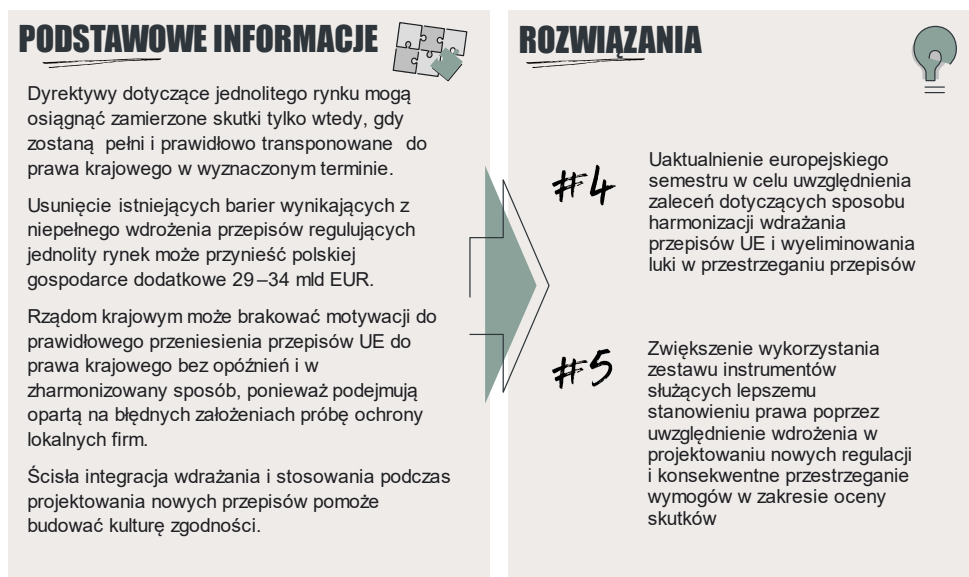 PODSTAWOWE INFORMACJE
Dyrektywy dotyczące jednolitego rynku mogą
osiągnąć zamierzone skutki tylko wtedy, gdy
zostaną pełni i prawidłowo transponowane do
prawa krajowego w wyznaczonym terminie.
Usunięcie istniejących barier wynikających z
niepełnego wdrożenia przepisów regulujących
jednolity rynek może przynieść polskiej
gospodarce dodatkowe 29–34 mld EUR.
Rządom krajowym może brakować motywacji do
prawidłowego przeniesienia przepisów UE do
prawa krajowego bez opóźnień i w
zharmonizowany sposób, ponieważ podejmują
opartą na błędnych założeniach próbę ochrony
lokalnych firm.
Ścisła integracja wdrażania i stosowania podczas
projektowania nowych przepisów pomoże
budować kulturę zgodności.
ROZWIĄZANIA
#4
Uaktualnienie europejskiego
semestru w celu uwzględnienia
zaleceń dotyczących sposobu
harmonizacji wdrażania
przepisów UE i wyeliminowania
luki w przestrzeganiu przepisów
#5
Zwiększenie wykorzystania
zestawu instrumentów
służących lepszemu
stanowieniu prawa poprzez
uwzględnienie wdrożenia w
projektowaniu nowych regulacji
i konsekwentne przestrzeganie
wymogów w zakresie oceny
skutków